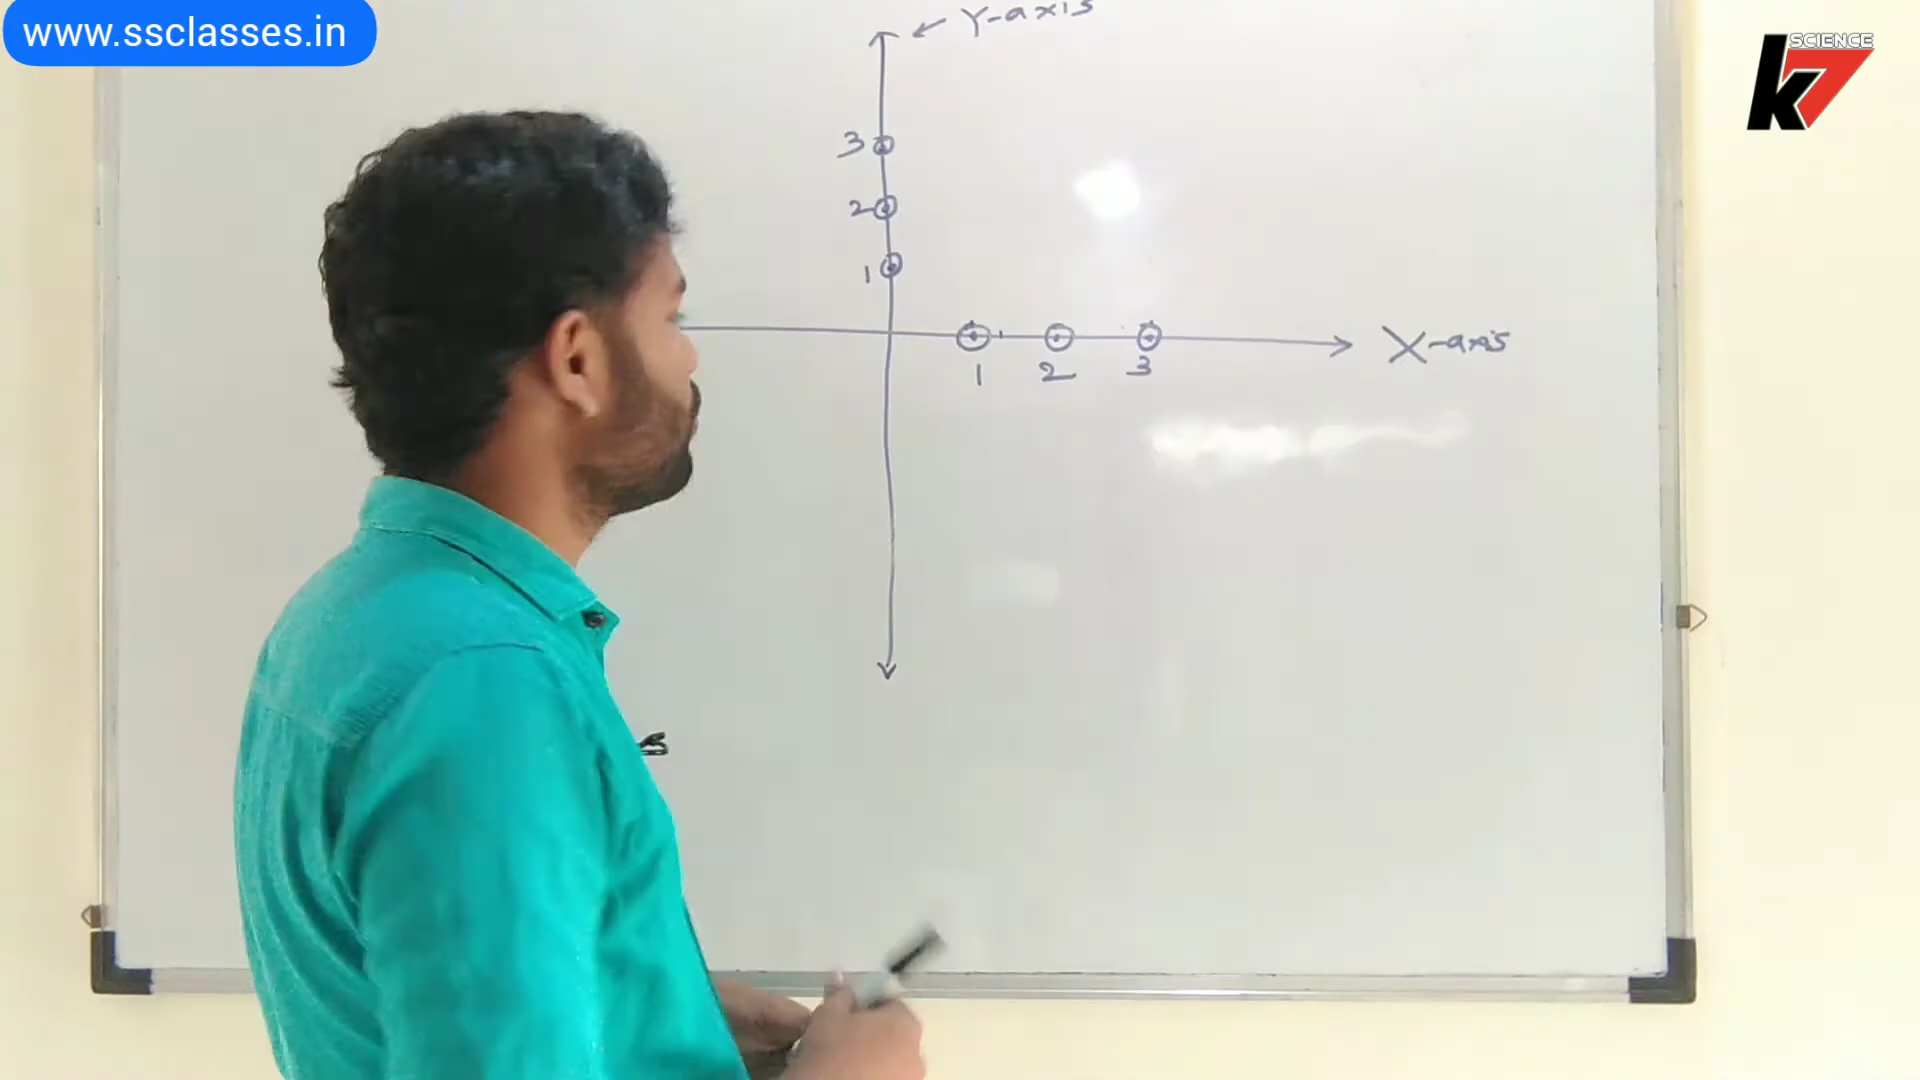 www.ssclasses.in
Y-axis
SCIENCE
K7
3
2
1
X-axis
1 2 3